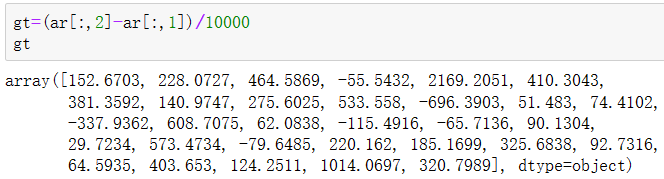 gt=(ar[:,2]-ar[:,1])/10000
gt
array([152.6703, 228.0727, 464.5869, -55.5432, 2169.2051, 410.3043,
381.3592, 140.9747, 275.6025, 533.558, -696.3903, 51.483, 74.4102,
-337.9362, 608.7075, 62.0838, -115.4916, -65.7136, 90.1304,
29.7234, 573.4734, -79.6485, 220.162, 185.1699, 325.6838, 92.7316,
64.5935, 403.653, 124.2511, 1014.0697, 320.7989], dtype=object)